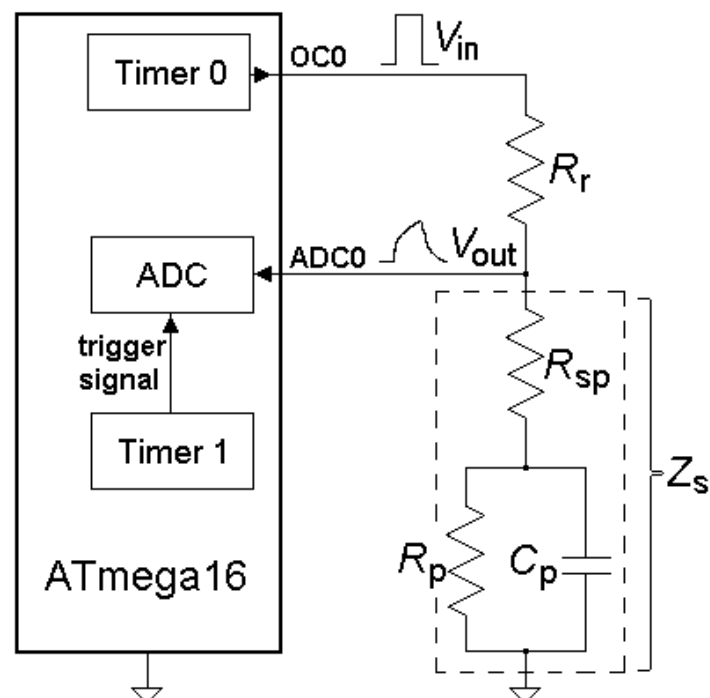 Timer 0
OC0
Vin
Rr
ADC
ADC0
Vout
trigger
signal
Rsp
Timer 1
Zs
Rp
Cp
ATmega16